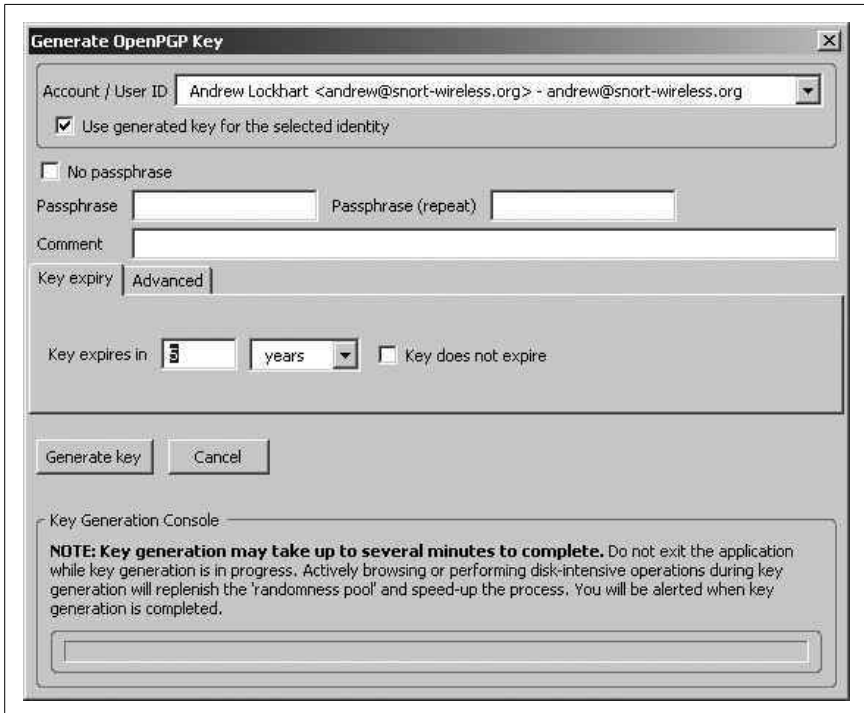 Generate OpenPGP Key
Account / User ID Andrew Lockhart <andrew@snort-wireless.org> - andrew@snort-wireless.org
Use generated key for the selected identity
No passphrase
Passphrase Passphrase (repeat)
Comment
Key expiry Advanced
Key expires in 5 years Key does not expire
Generate key Cancel
Key Generation Console
NOTE: Key generation may take up to several minutes to complete. Do not exit the application
while key generation is in progress. Actively browsing or performing disk-intensive operations during key
generation will replenish the 'randomness pool' and speed-up the process. You will be alerted when key
generation is completed.